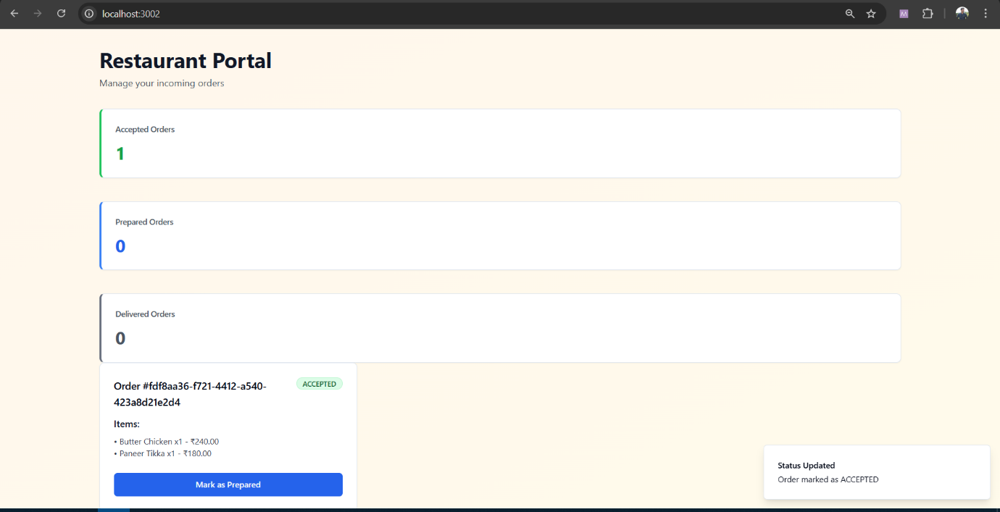 localhost:3002
M
Restaurant Portal
Manage your incoming orders
Accepted Orders
1
Prepared Orders
0
Delivered Orders
0
Order #fdf8aa36-f721-4412-a540-
423a8d21e2d4
ACCEPTED
Items:
• Butter Chicken x1 - ₹240.00
• Paneer Tikka x1 - ₹180.00
Mark as Prepared
Status Updated
Order marked as ACCEPTED